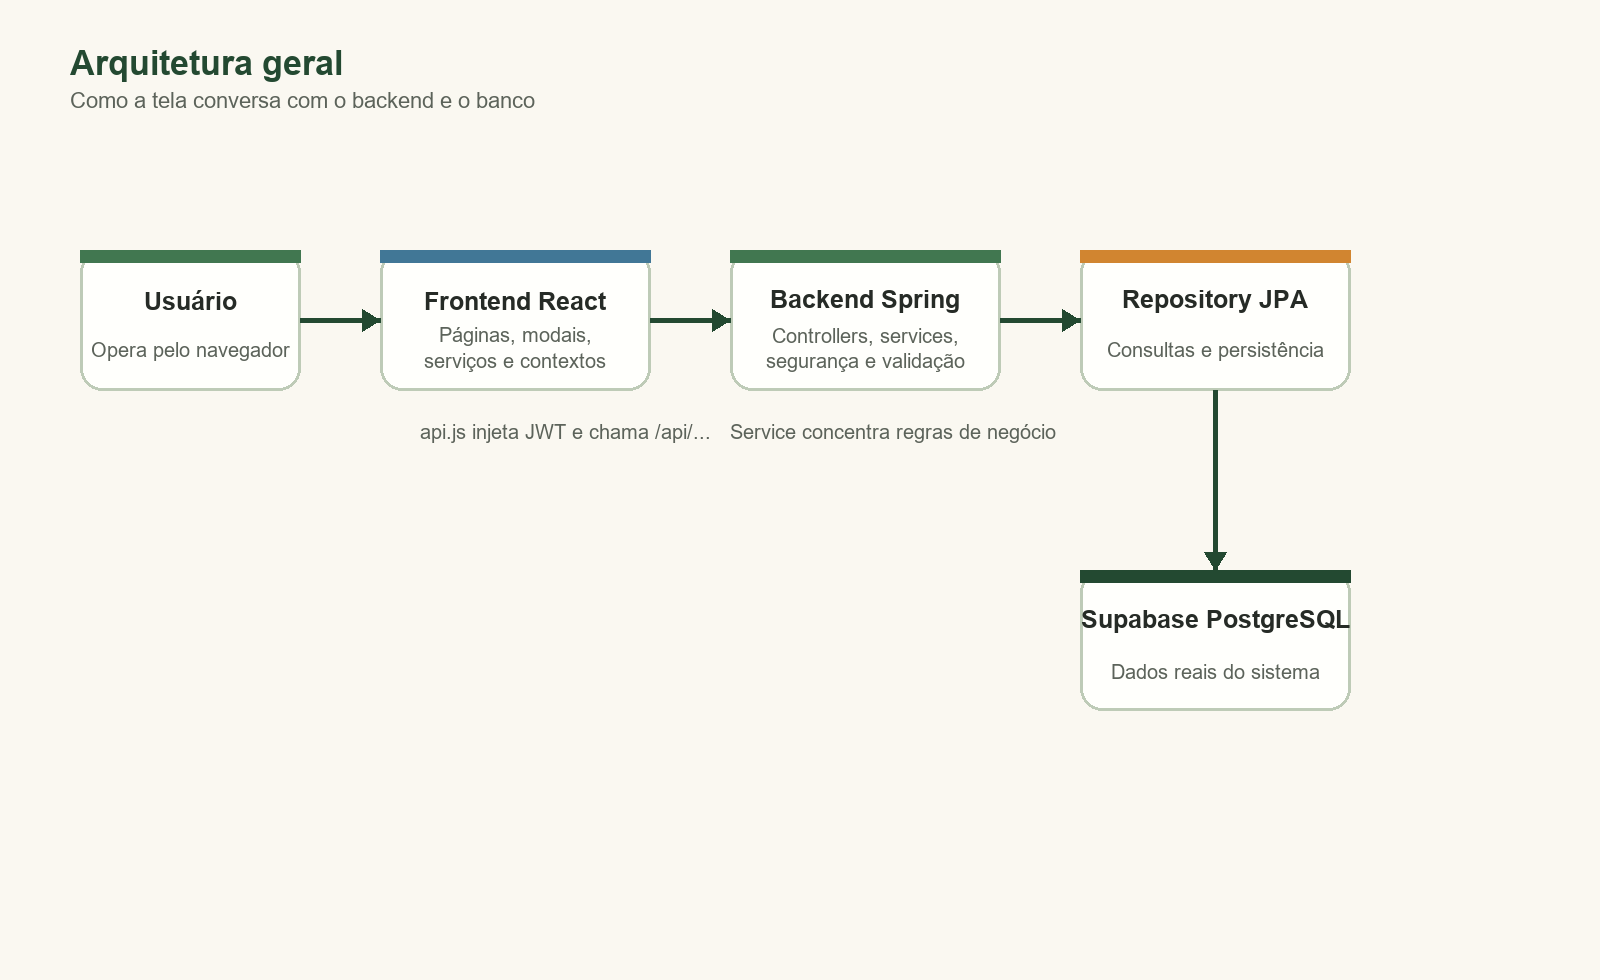 Arquitetura geral
Como a tela conversa com o backend e o banco
Usuário
Opera pelo navegador
Frontend React
Páginas, modais,
serviços e contextos
Backend Spring
Controllers, services,
segurança e validação
Repository JPA
Consultas e persistência
api.js injeta JWT e chama /api/...
Service concentra regras de negócio
Supabase PostgreSQL
Dados reais do sistema